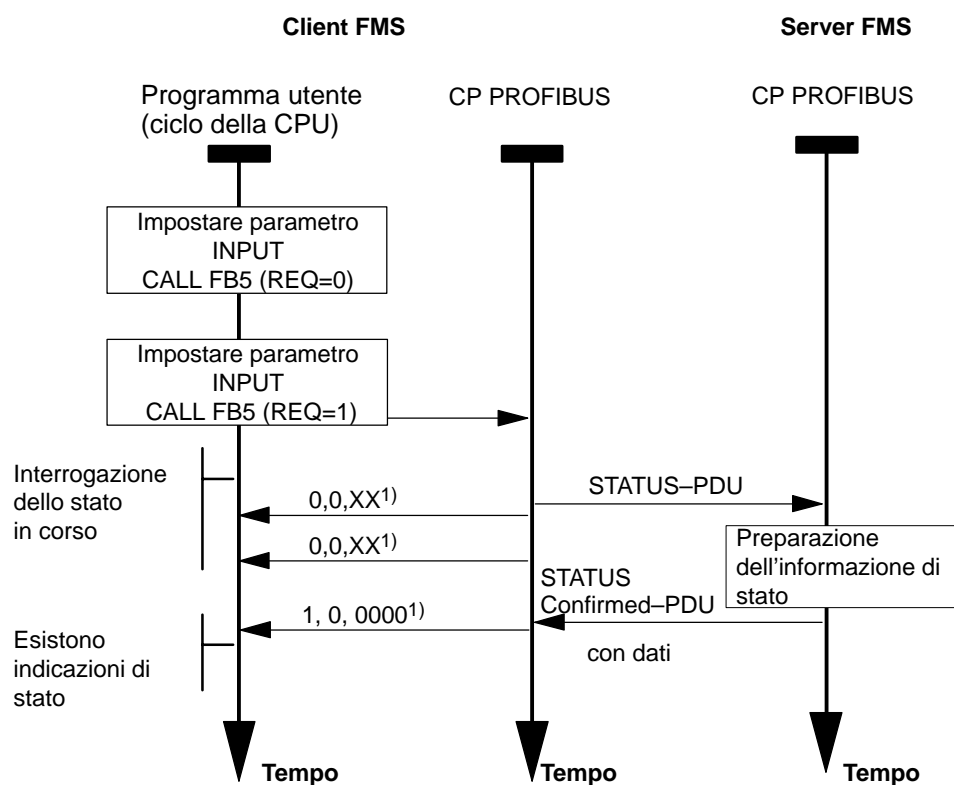 Client FMS
Server FMS
Programma utente
(ciclo della CPU)
CP PROFIBUS
CP PROFIBUS
Impostare parametro
INPUT
CALL FB5 (REQ=0)
Impostare parametro
INPUT
CALL FB5 (REQ=1)
Interrogazione
dello stato
in corso
0,0,XX1)
STATUS–PDU
0,0,XX1)
Preparazione
dell'informazione di
stato
STATUS
Confirmed–PDU
1, 0, 00001)
con dati
Esistono
indicazioni di
stato
Tempo
Tempo
Tempo